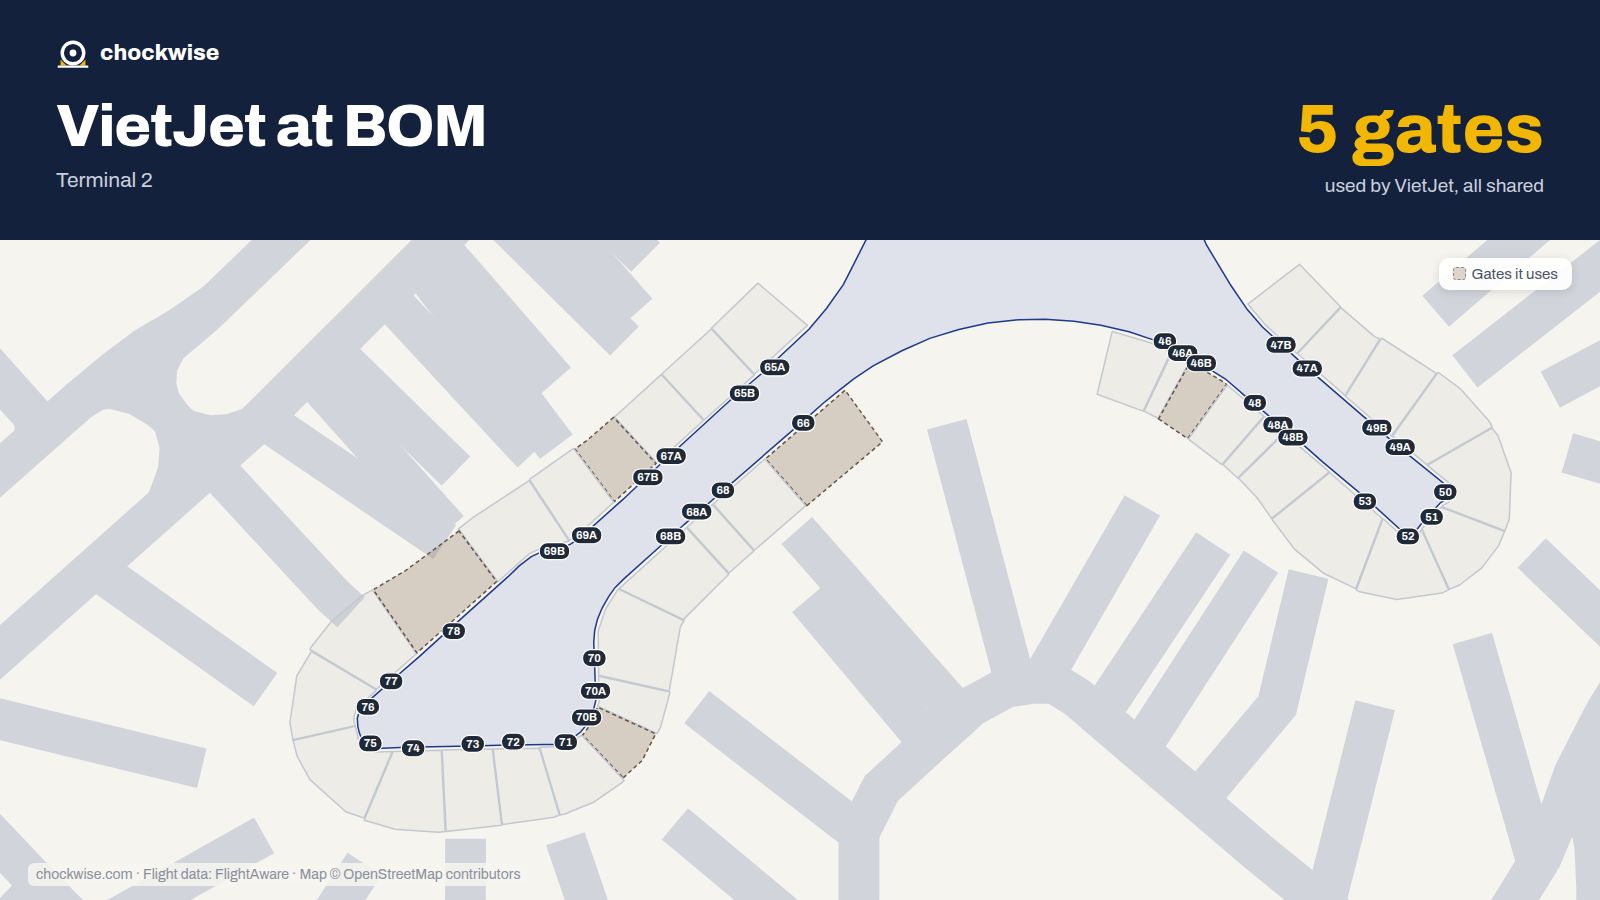 chockwise
VietJet at BOM
Terminal 2
5 gates
used by VietJet, all shared
Gates it uses
46
46A
46B
47B
47A
65A
65B
66
48
48A
48B
49B
49A
67A
67B
68
68A
68B
50
51
53
52
69A
69B
78
70
70A
70B
77
76
75
74
73
72
71
chockwise.com · Flight data: FlightAware · Map © OpenStreetMap contributors